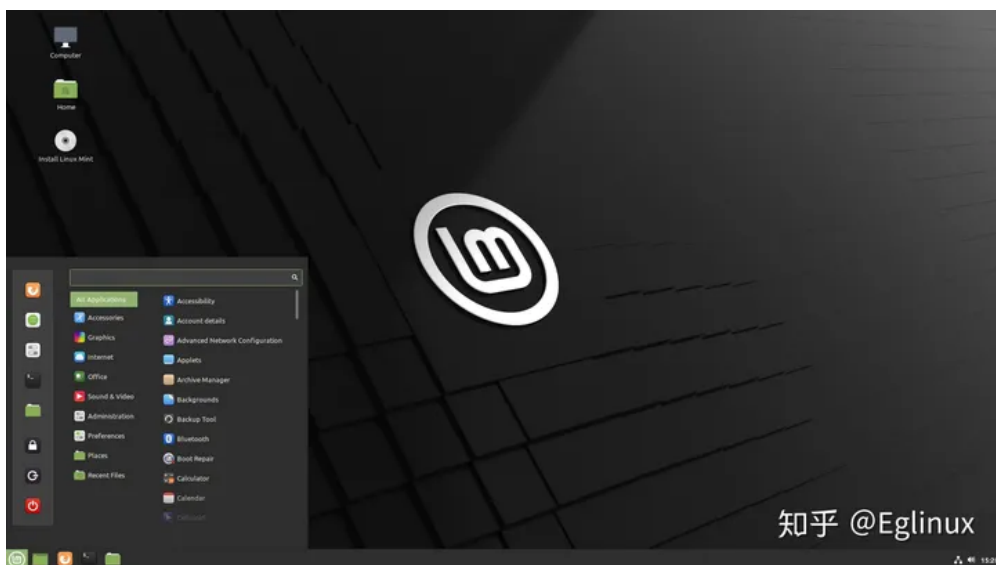 Computer
Home
Install Linux Mint
All Applications
Accessories
Graphics
Internet
Office
Sound & Video
Administration
Preferences
Places
Recent Files
Accessibility
Account details
Advanced Network Configuration
Applets
Archive Manager
Backgrounds
Backup Tool
Bluetooth
Boot Repair
Calculator
Calendar
知乎 @Eglinux